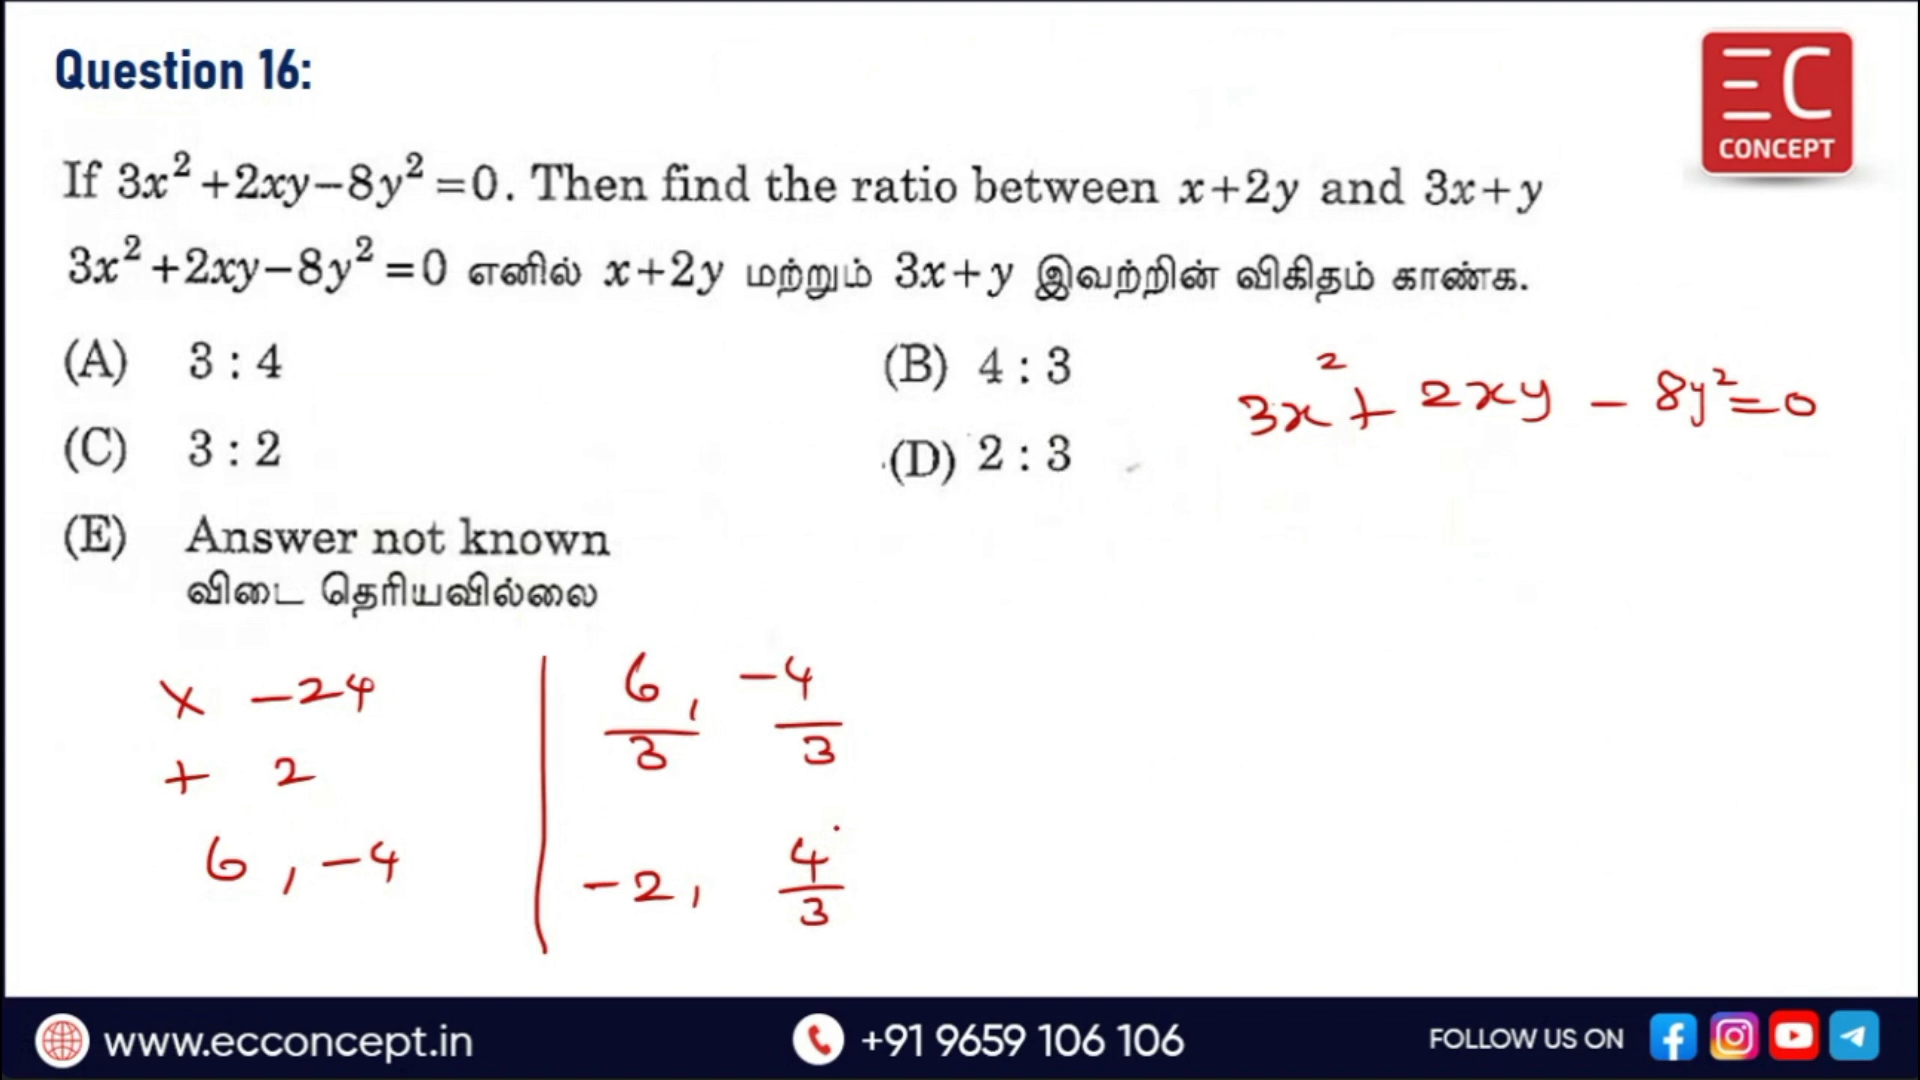 Question 16:
EC
CONCEPT
If 3x²+2xy−8y²=0. Then find the ratio between x+2y and 3x+y
3x²+2xy−8y²=0 எனில் x+2y மற்றும் 3x+y இவற்றின் விகிதம் காண்க.
(A) 3 : 4
(B) 4 : 3
3x²+2xy − 8y²=0
(C) 3 : 2
(D) 2 : 3
(E) Answer not known
விடை தெரியவில்லை
x −24
+ 2
6 , −4
6/3 , −4/3
−2, 4/3
www.ecconcept.in
+91 9659 106 106
FOLLOW US ON